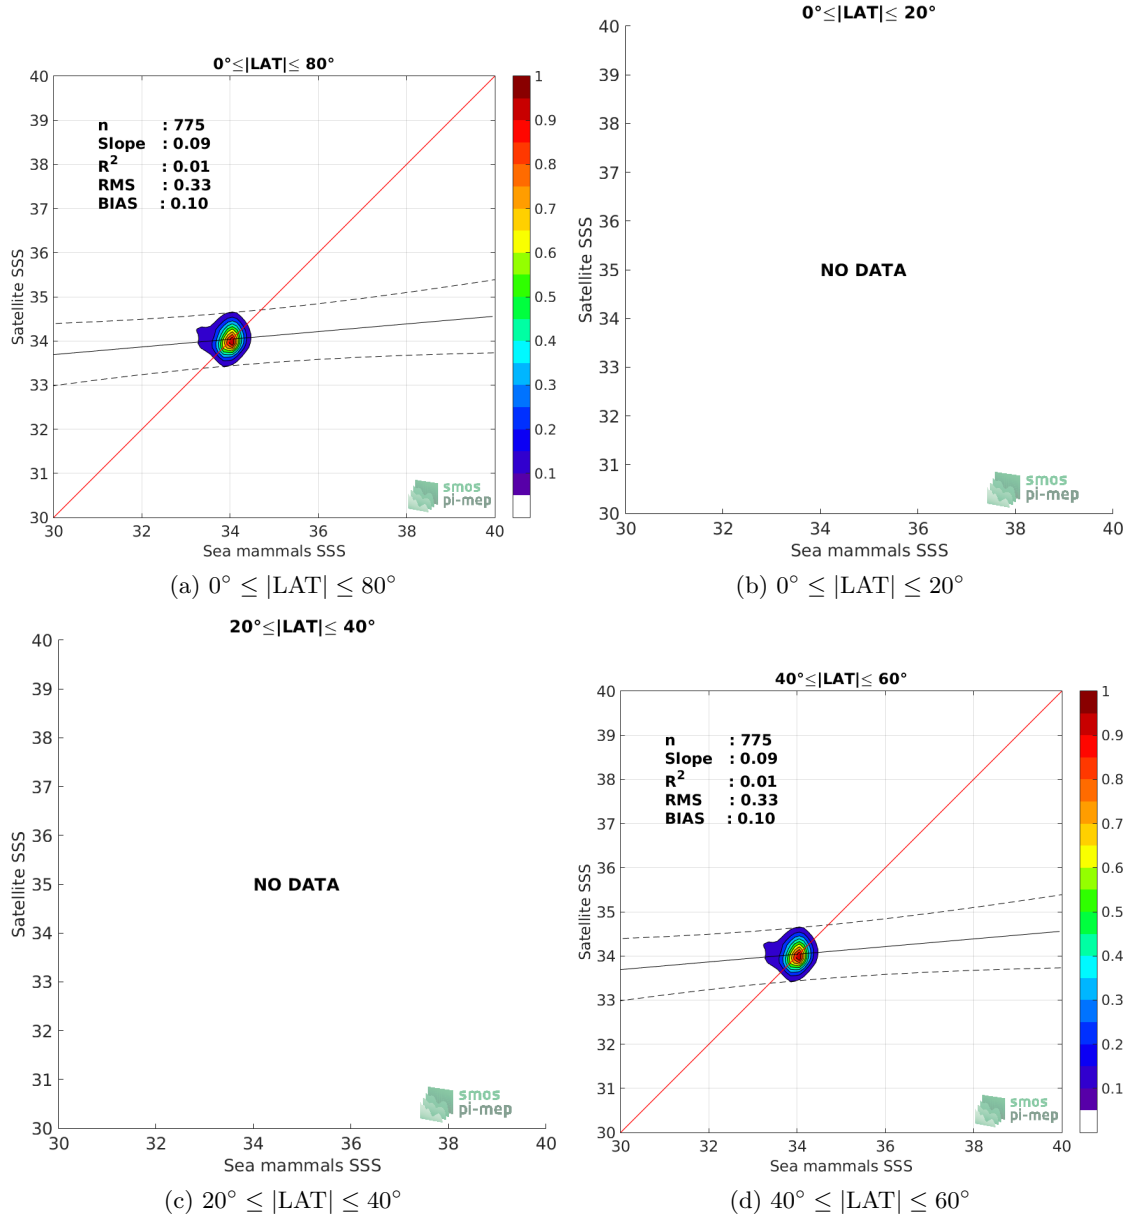 0°≤|LAT|≤ 80°
40
39
38
37
36
35
34
33
32
31
30
30 32 34 36 38 40
Satellite SSS
Sea mammals SSS
n : 775
Slope : 0.09
R² : 0.01
RMS : 0.33
BIAS : 0.10
1
0.9
0.8
0.7
0.6
0.5
0.4
0.3
0.2
0.1
smos
pi-mep
(a) 0° ≤ |LAT| ≤ 80°
0°≤|LAT|≤ 20°
40
39
38
37
36
35
34
33
32
31
30
30 32 34 36 38 40
Satellite SSS
Sea mammals SSS
NO DATA
smos
pi-mep
(b) 0° ≤ |LAT| ≤ 20°
20°≤|LAT|≤ 40°
40
39
38
37
36
35
34
33
32
31
30
30 32 34 36 38 40
Satellite SSS
Sea mammals SSS
NO DATA
smos
pi-mep
(c) 20° ≤ |LAT| ≤ 40°
40°≤|LAT|≤ 60°
40
39
38
37
36
35
34
33
32
31
30
30 32 34 36 38 40
Satellite SSS
Sea mammals SSS
n : 775
Slope : 0.09
R² : 0.01
RMS : 0.33
BIAS : 0.10
1
0.9
0.8
0.7
0.6
0.5
0.4
0.3
0.2
0.1
smos
pi-mep
(d) 40° ≤ |LAT| ≤ 60°